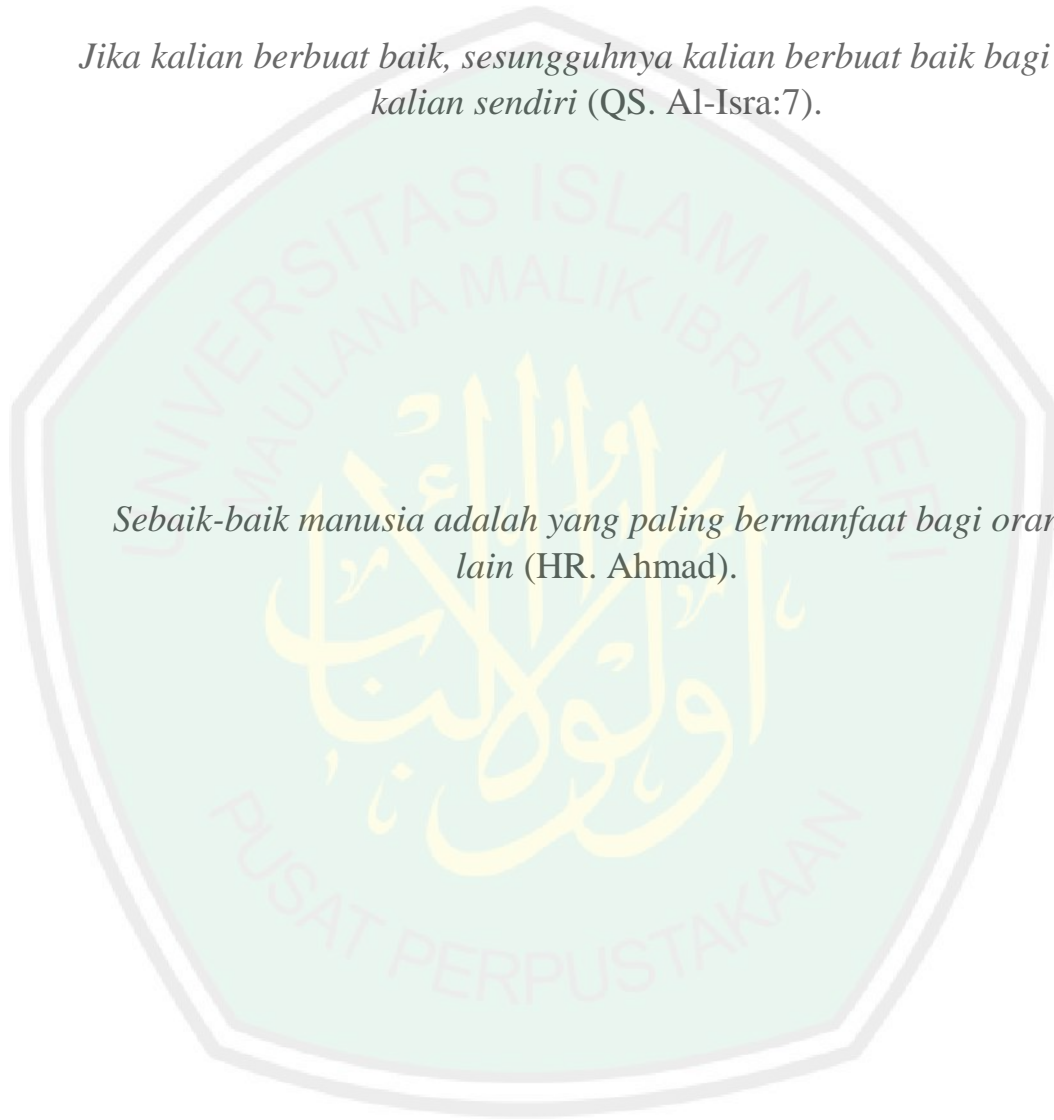 Jika kalian berbuat baik, sesungguhnya kalian berbuat baik bagi
kalian sendiri (QS. Al-Isra:7).
UNIVERSITAS ISLAM NEGERI
MAULANA MALIK IBRAHIM
Sebaik-baik manusia adalah yang paling bermanfaat bagi oran
lain (HR. Ahmad).
PUSAT PERPUSTAKAAN